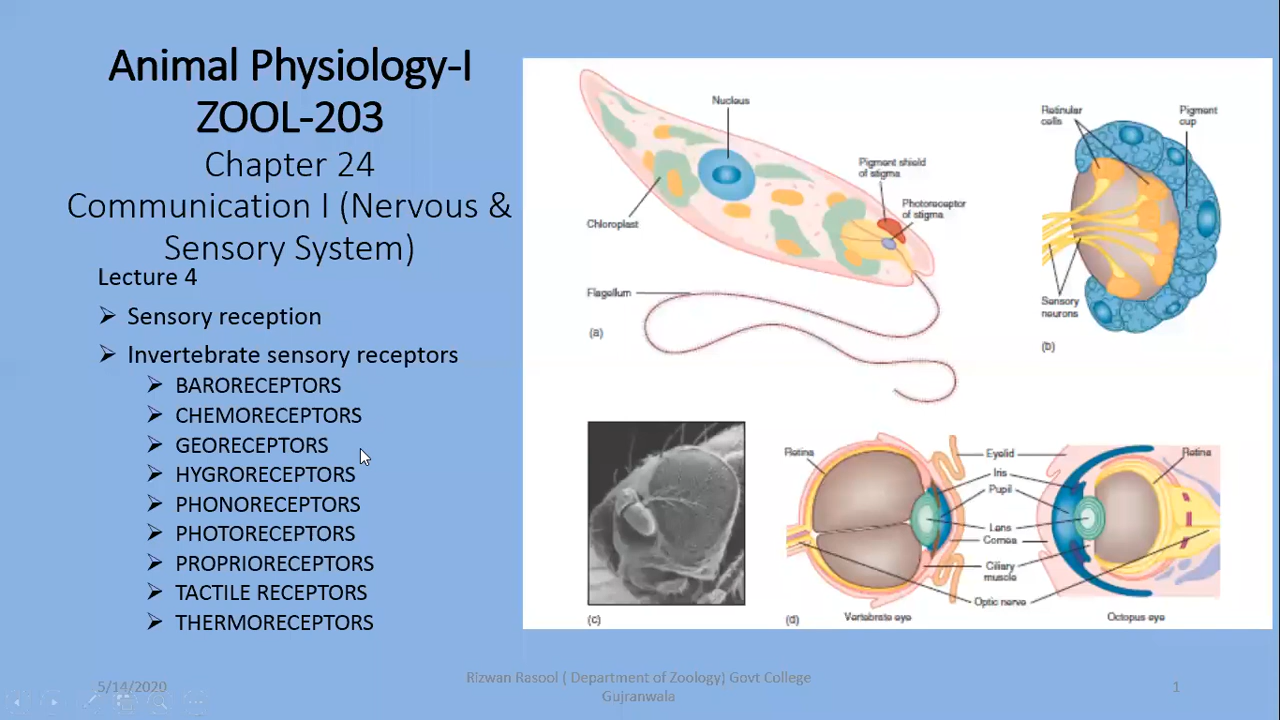 Animal Physiology-I
ZOOL-203
Chapter 24
Communication I (Nervous &
Sensory System)
Lecture 4
Sensory reception
Invertebrate sensory receptors
BARORECEPTORS
CHEMORECEPTORS
GEORECEPTORS
HYGRORECEPTORS
PHONORECEPTORS
PHOTORECEPTORS
PROPRIORECEPTORS
TACTILE RECEPTORS
THERMORECEPTORS
Nucleus
Pigment shield
of stigma
Photoreceptor
of stigma
Chloroplast
Flagellum
(a)
Retinular
cells
Pigment
cup
Sensory
neurons
(b)
(c)
Retina
Eyelid
Iris
Pupil
Lens
Cornea
Ciliary
muscle
Optic nerve
Retina
(d)
Vertebrate eye
Octopus eye
5/14/2020
Rizwan Rasool ( Department of Zoology) Govt College
Gujranwala
1